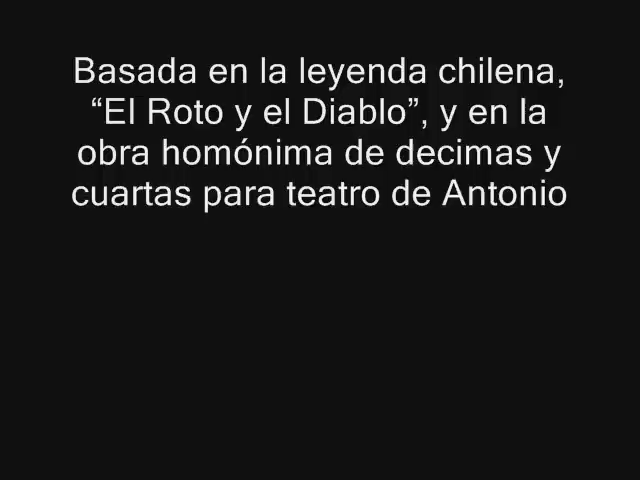 Basada en la leyenda chilena,
“El Roto y el Diablo”, y en la
obra homónima de decimas y
cuartas para teatro de Antonio